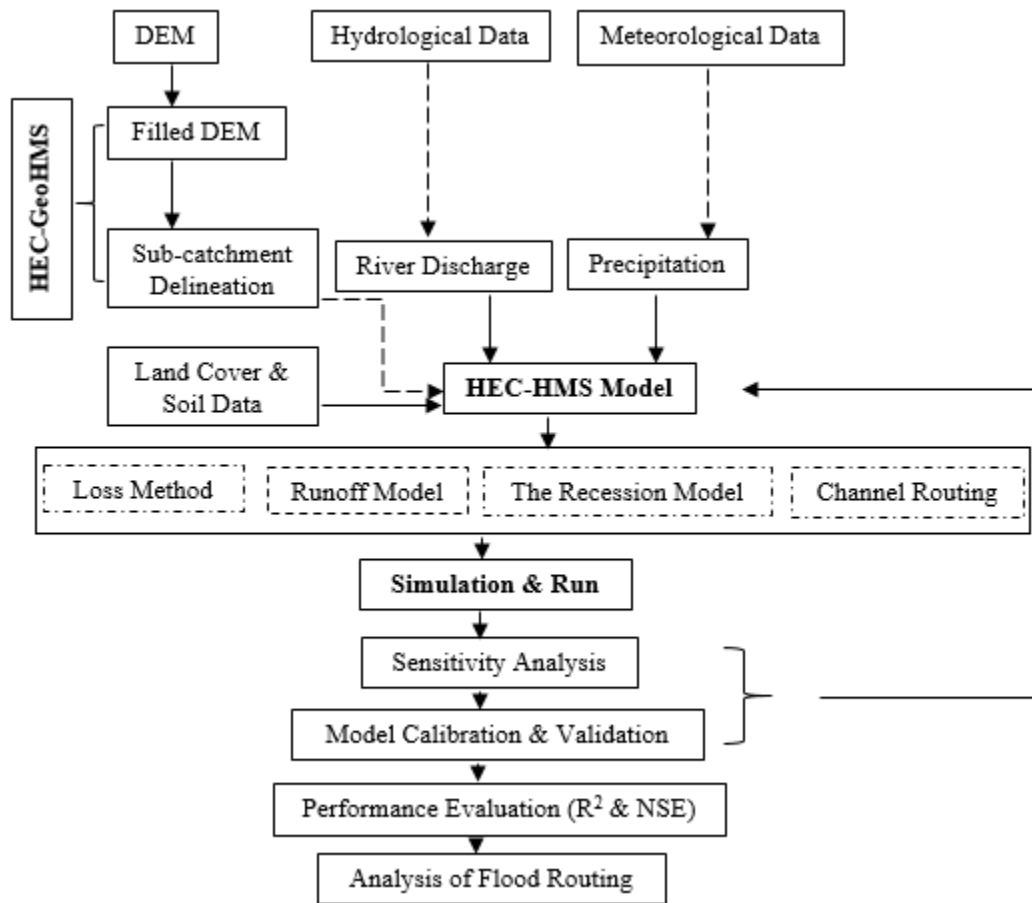 DEM
Hydrological Data
Meteorological Data
HEC-GeoHMS
Filled DEM
Sub-catchment
Delineation
River Discharge
Precipitation
Land Cover &
Soil Data
HEC-HMS Model
Loss Method
Runoff Model
The Recession Model
Channel Routing
Simulation & Run
Sensitivity Analysis
Model Calibration & Validation
Performance Evaluation (R² & NSE)
Analysis of Flood Routing